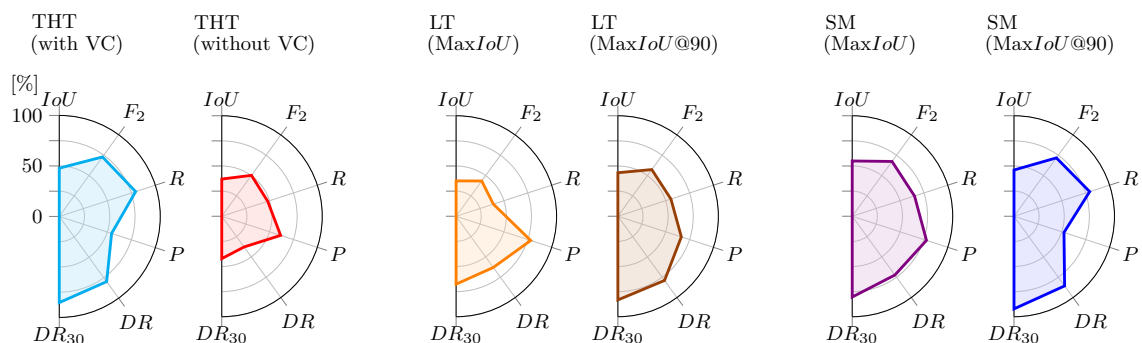 THT
(with VC)
THT
(without VC)
LT
(MaxIoU)
LT
(MaxIoU@90)
SM
(MaxIoU)
SM
(MaxIoU@90)
[%]
100
50
0
IoU
F₂
R
P
DR
DR₃₀
IoU
F₂
R
P
DR
DR₃₀
IoU
F₂
R
P
DR
DR₃₀
IoU
F₂
R
P
DR
DR₃₀
IoU
F₂
R
P
DR
DR₃₀
IoU
F₂
R
P
DR
DR₃₀